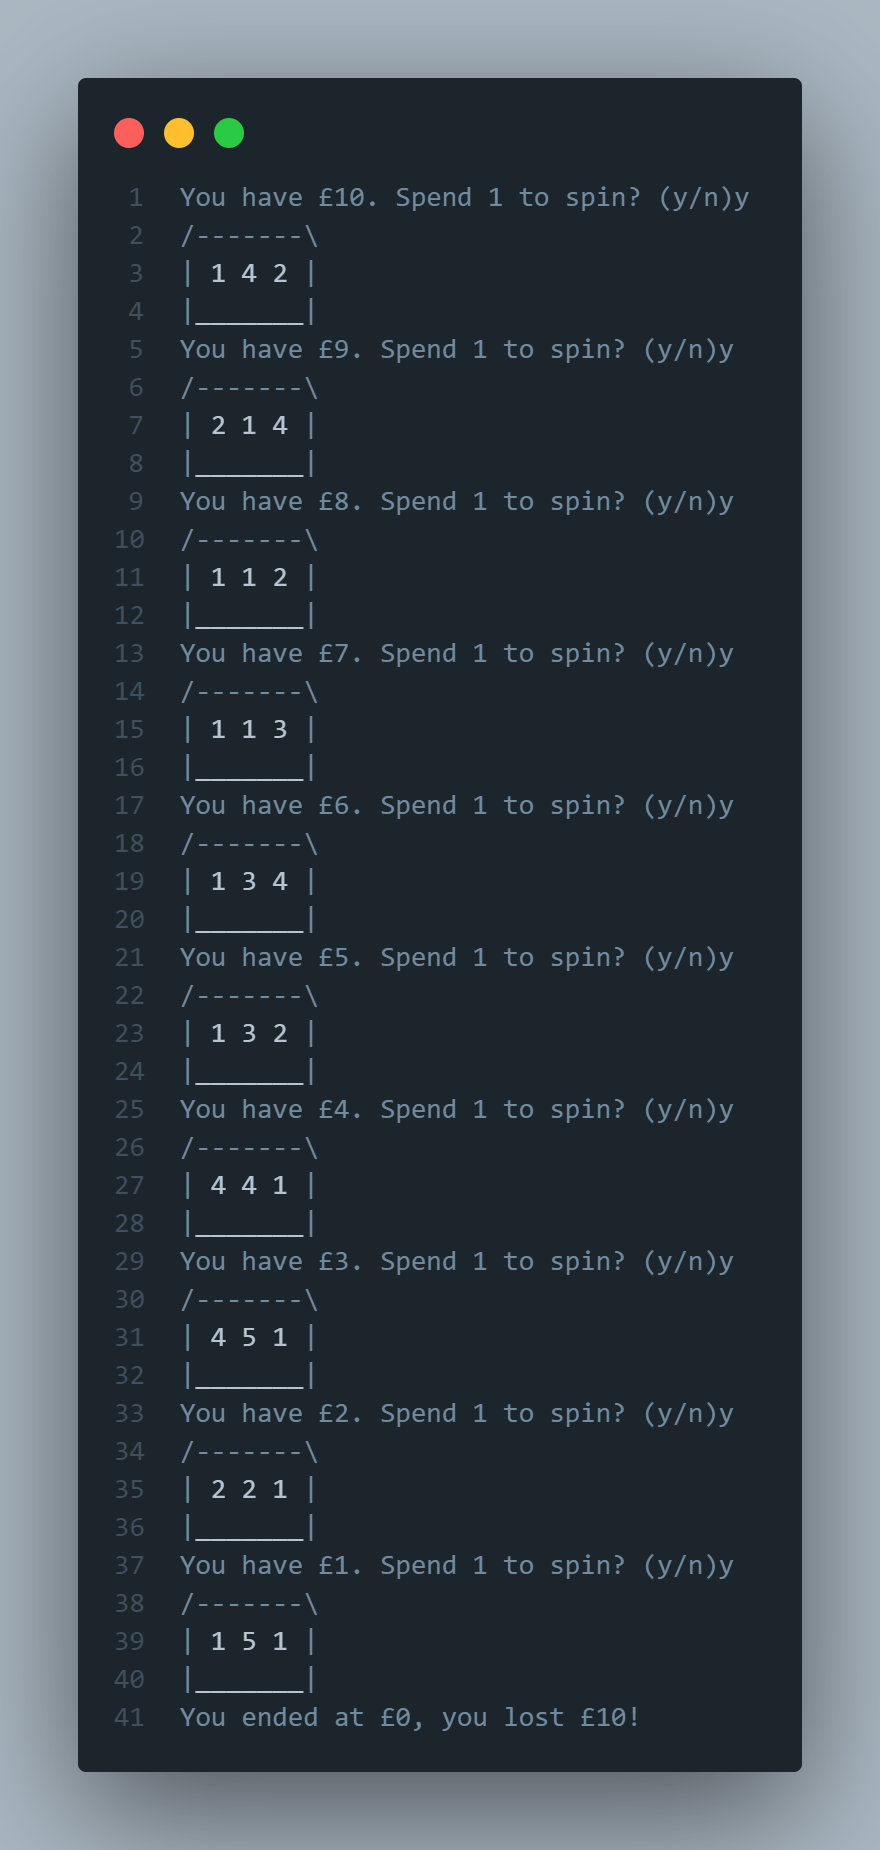 1 You have £10. Spend 1 to spin? (y/n)y
2 /-------\
3 | 1 4 2 |
4 |_______|
5 You have £9. Spend 1 to spin? (y/n)y
6 /-------\
7 | 2 1 4 |
8 |_______|
9 You have £8. Spend 1 to spin? (y/n)y
10 /-------\
11 | 1 1 2 |
12 |_______|
13 You have £7. Spend 1 to spin? (y/n)y
14 /-------\
15 | 1 1 3 |
16 |_______|
17 You have £6. Spend 1 to spin? (y/n)y
18 /-------\
19 | 1 3 4 |
20 |_______|
21 You have £5. Spend 1 to spin? (y/n)y
22 /-------\
23 | 1 3 2 |
24 |_______|
25 You have £4. Spend 1 to spin? (y/n)y
26 /-------\
27 | 4 4 1 |
28 |_______|
29 You have £3. Spend 1 to spin? (y/n)y
30 /-------\
31 | 4 5 1 |
32 |_______|
33 You have £2. Spend 1 to spin? (y/n)y
34 /-------\
35 | 2 2 1 |
36 |_______|
37 You have £1. Spend 1 to spin? (y/n)y
38 /-------\
39 | 1 5 1 |
40 |_______|
41 You ended at £0, you lost £10!